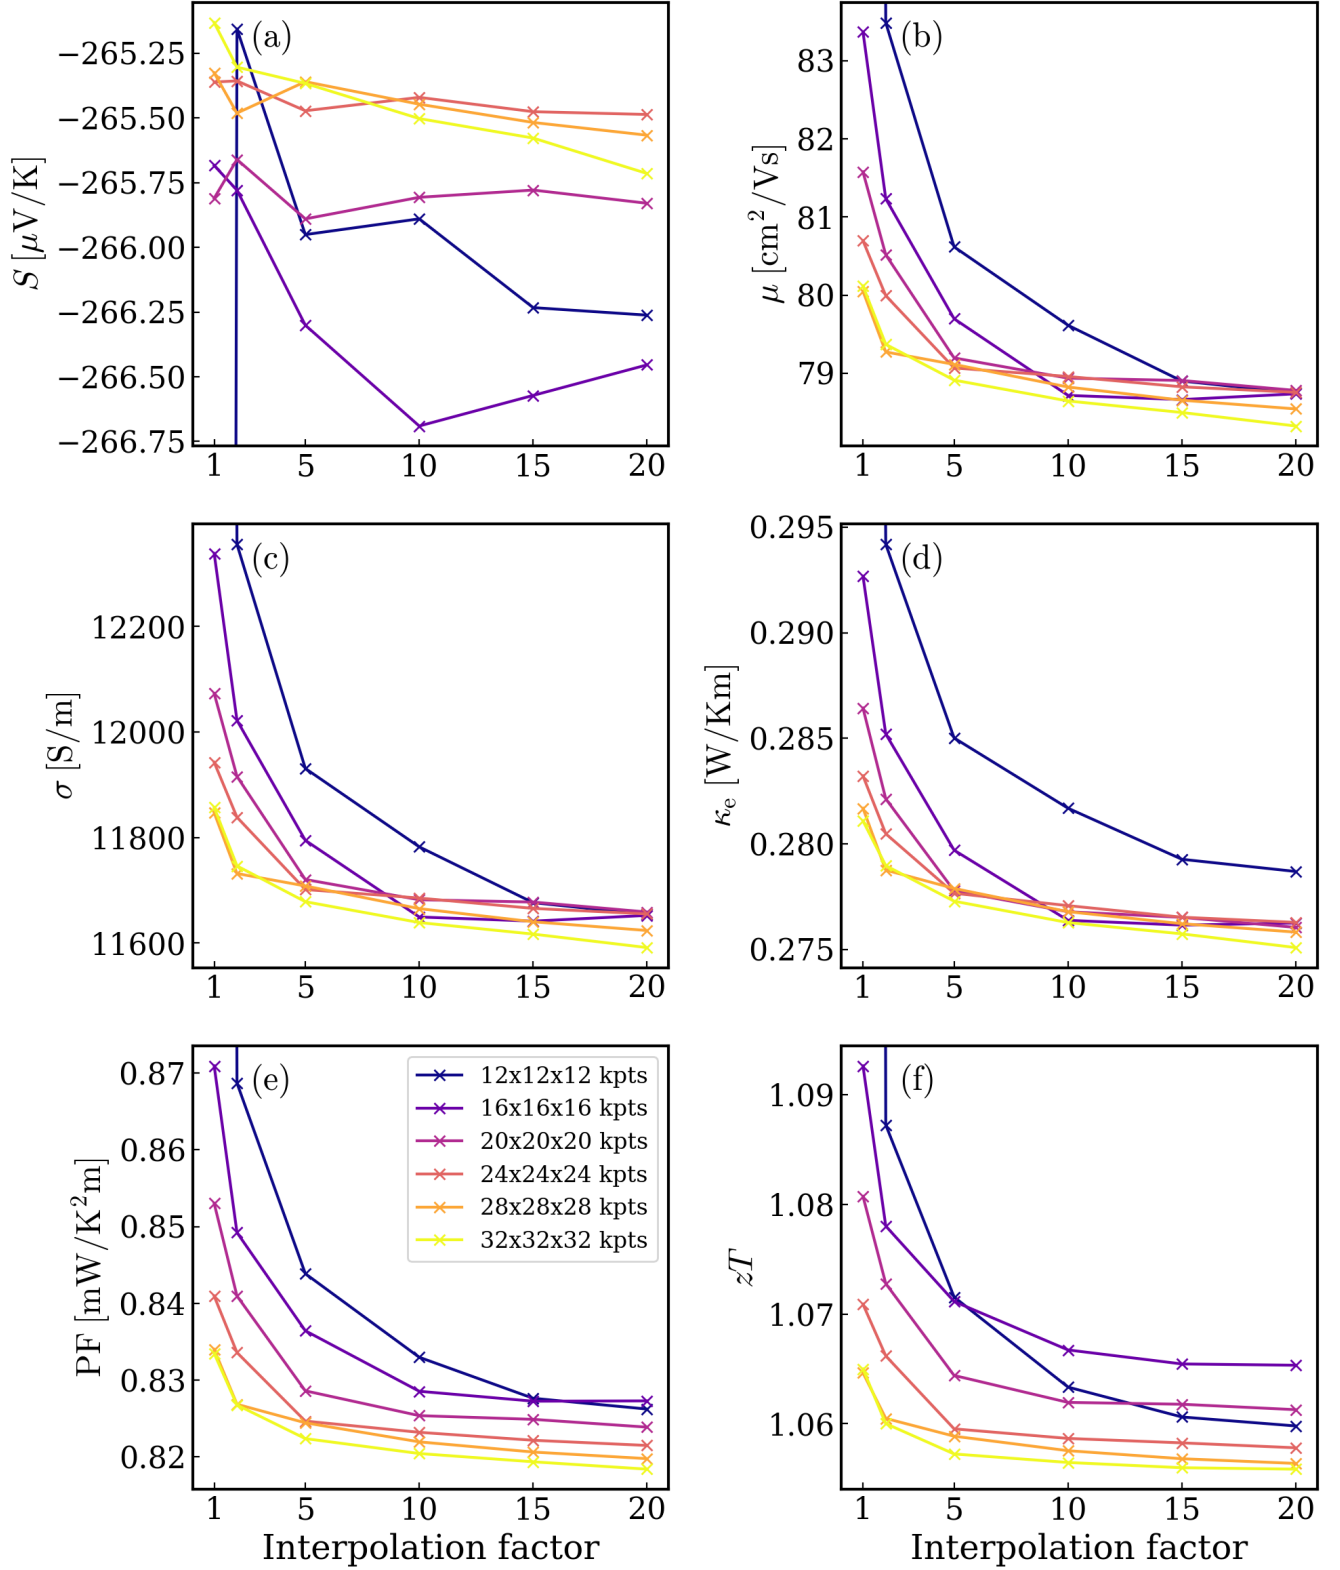 (a)
S [μV/K]
−265.25
−265.50
−265.75
−266.00
−266.25
−266.50
−266.75
1 5 10 15 20
(b)
μ [cm²/Vs]
83
82
81
80
79
1 5 10 15 20
(c)
σ [S/m]
12200
12000
11800
11600
1 5 10 15 20
(d)
κₑ [W/Km]
0.295
0.290
0.285
0.280
0.275
1 5 10 15 20
(e)
PF [mW/K²m]
0.87
0.86
0.85
0.84
0.83
0.82
12x12x12 kpts
16x16x16 kpts
20x20x20 kpts
24x24x24 kpts
28x28x28 kpts
32x32x32 kpts
1 5 10 15 20
Interpolation factor
(f)
zT
1.09
1.08
1.07
1.06
1 5 10 15 20
Interpolation factor